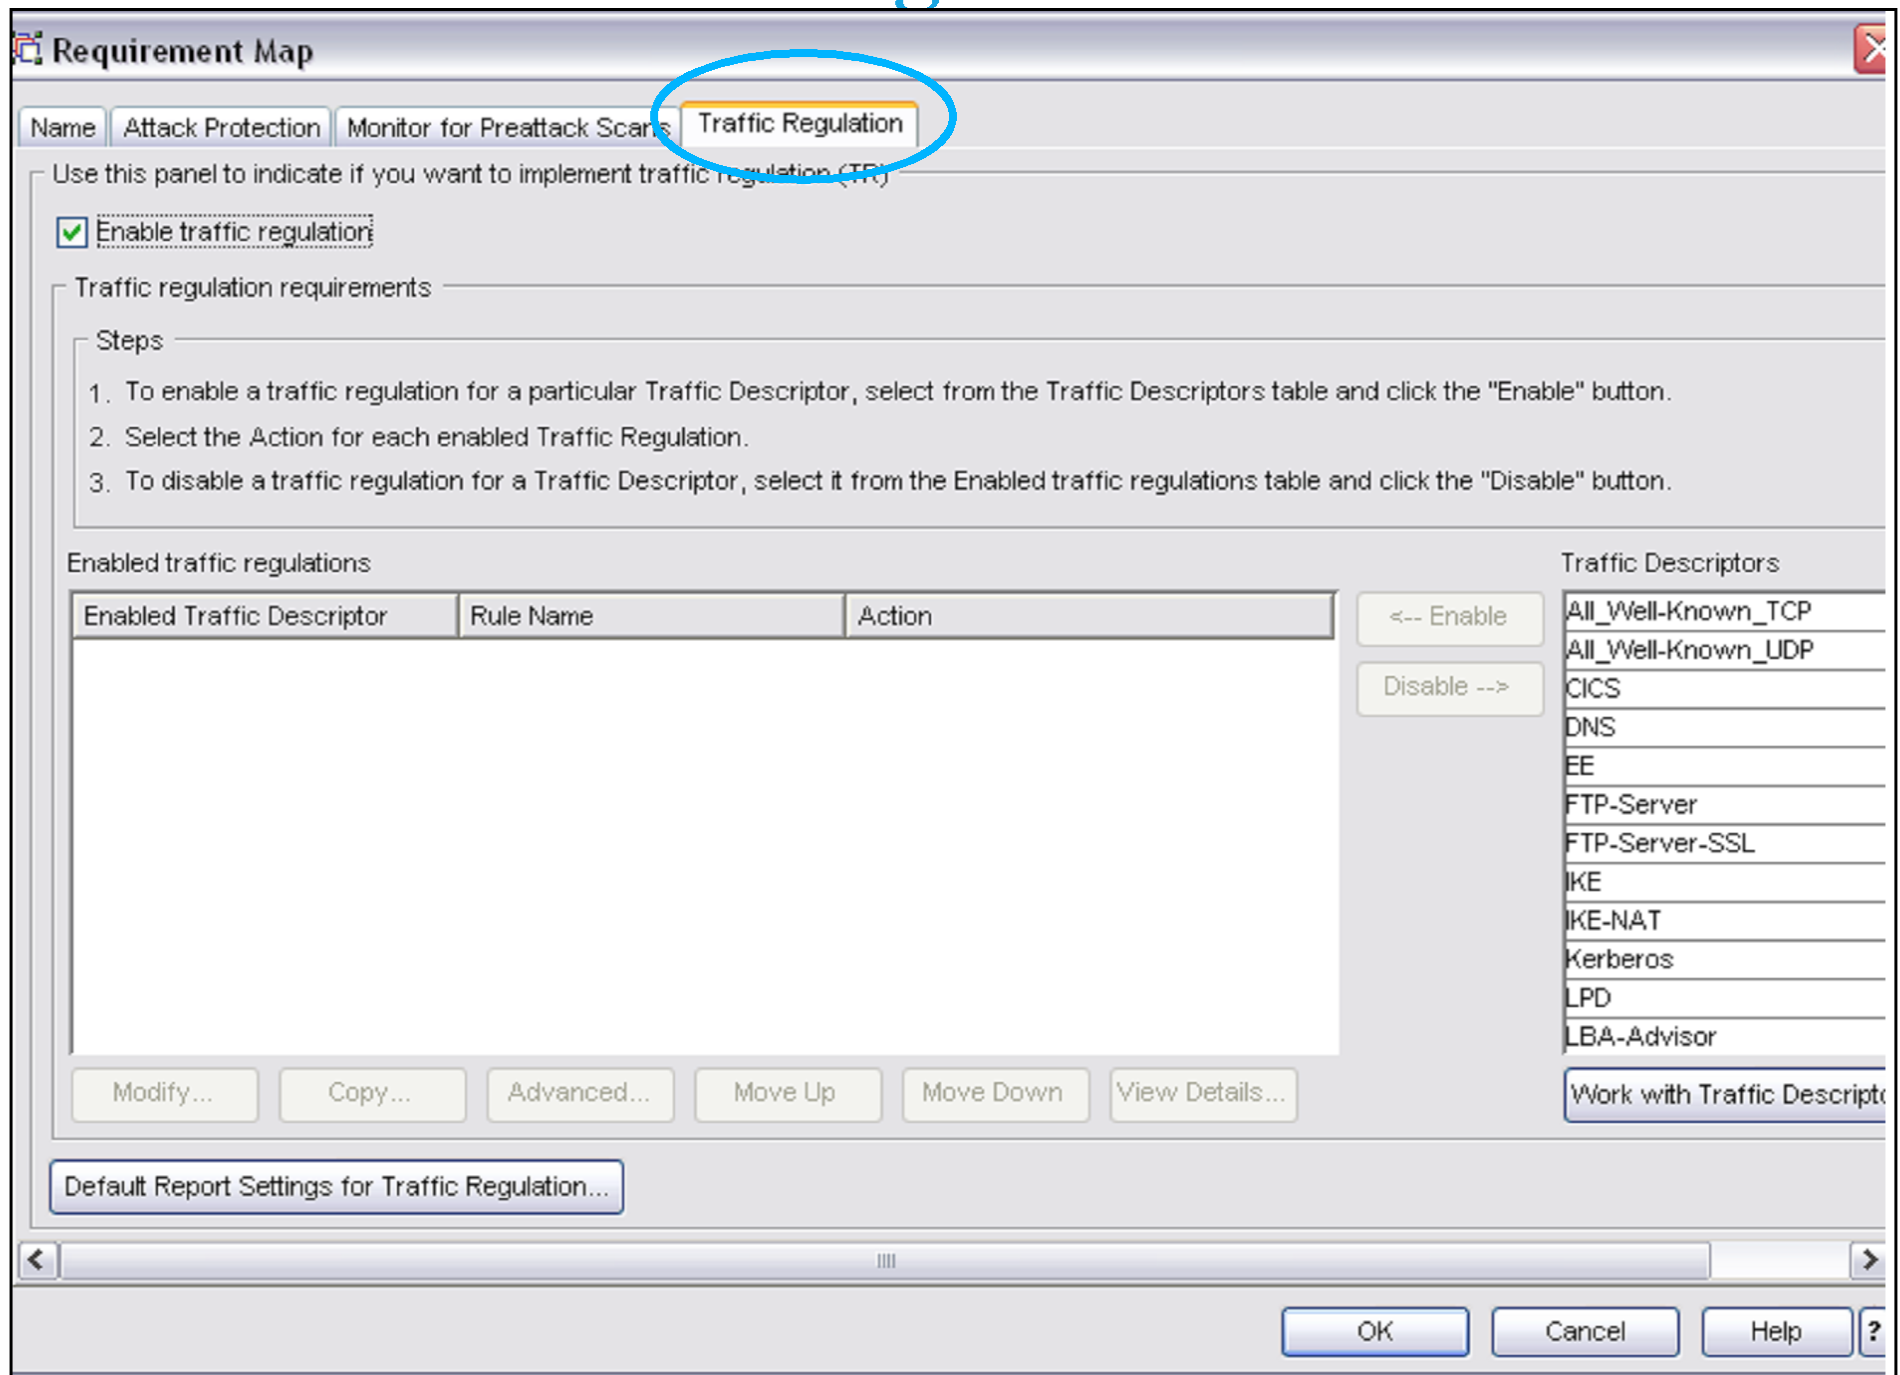 Requirement Map
Name
Attack Protection
Monitor for Preattack Scans
Traffic Regulation
Use this panel to indicate if you want to implement traffic regulation (TR)
Enable traffic regulation
Traffic regulation requirements
Steps
1. To enable a traffic regulation for a particular Traffic Descriptor, select from the Traffic Descriptors table and click the "Enable" button.
2. Select the Action for each enabled Traffic Regulation.
3. To disable a traffic regulation for a Traffic Descriptor, select it from the Enabled traffic regulations table and click the "Disable" button.
Enabled traffic regulations
Enabled Traffic Descriptor
Rule Name
Action
<-- Enable
Disable -->
Traffic Descriptors
All_Well-Known_TCP
All_Well-Known_UDP
CICS
DNS
EE
FTP-Server
FTP-Server-SSL
IKE
IKE-NAT
Kerberos
LPD
LBA-Advisor
Modify...
Copy...
Advanced...
Move Up
Move Down
View Details...
Work with Traffic
Default Report Settings for Traffic Regulation...
OK
Cancel
Help
?